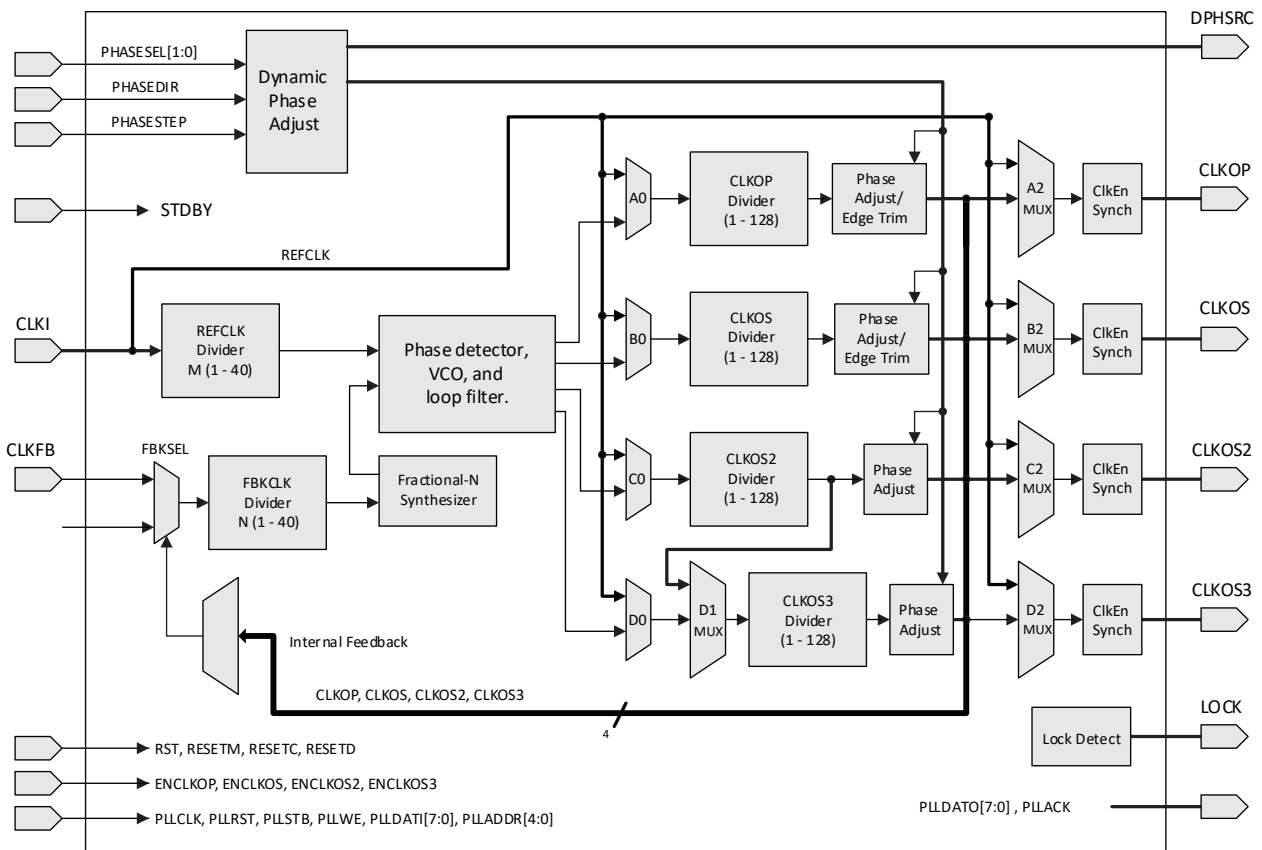 DPHSRC
PHASESEL[1:0]
PHASEDIR
PHASESTEP
Dynamic
Phase
Adjust
STDBY
REFCLK
CLKI
REFCLK
Divider
M (1 - 40)
Phase detector,
VCO, and
loop filter.
CLKFB
FBKSEL
FBKCLK
Divider
N (1 - 40)
Fractional-N
Synthesizer
A0
CLKOP
Divider
(1 - 128)
Phase
Adjust/
Edge Trim
A2
MUX
ClkEn
Synch
CLKOP
B0
CLKOS
Divider
(1 - 128)
Phase
Adjust/
Edge Trim
B2
MUX
ClkEn
Synch
CLKOS
C0
CLKOS2
Divider
(1 - 128)
Phase
Adjust
C2
MUX
ClkEn
Synch
CLKOS2
D0
D1
MUX
CLKOS3
Divider
(1 - 128)
Phase
Adjust
D2
MUX
ClkEn
Synch
CLKOS3
Internal Feedback
CLKOP, CLKOS, CLKOS2, CLKOS3
4
Lock Detect
LOCK
RST, RESETM, RESETC, RESETD
ENCLKOP, ENCLKOS, ENCLKOS2, ENCLKOS3
PLLCLK, PLLRST, PLLSTB, PLLWE, PLLDATI[7:0], PLLADDR[4:0]
PLLDATO[7:0] , PLLACK